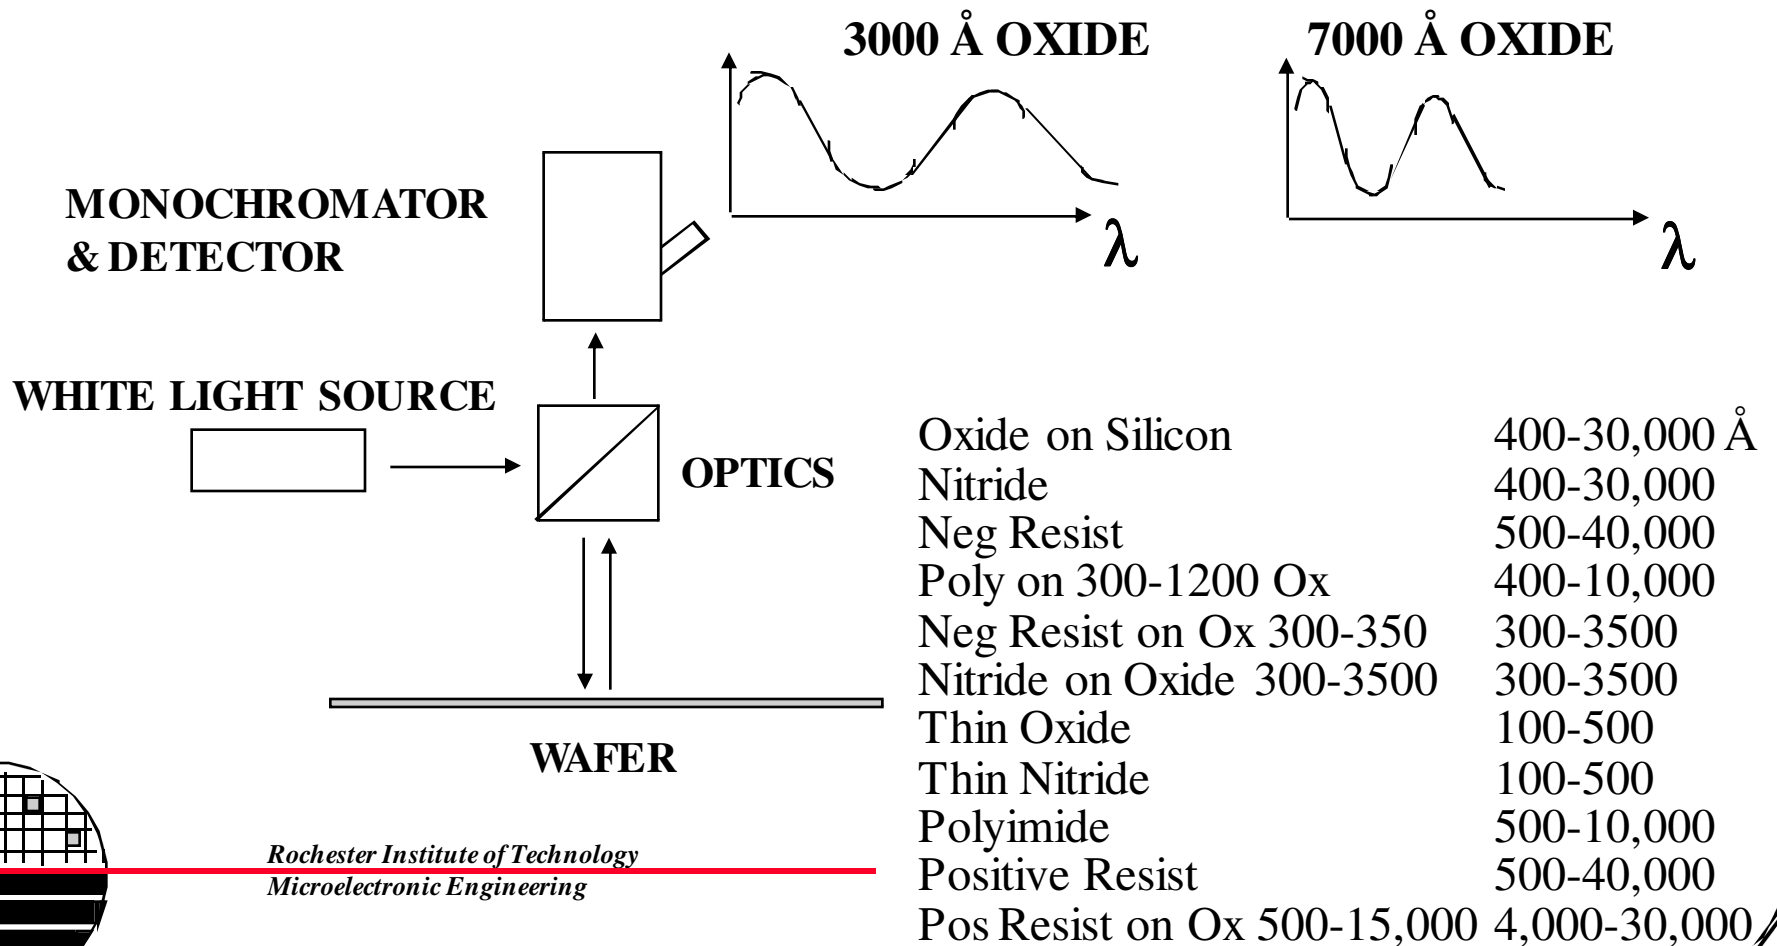 3000 Å OXIDE
7000 Å OXIDE
λ
λ
MONOCHROMATOR
& DETECTOR
WHITE LIGHT SOURCE
OPTICS
WAFER
Oxide on Silicon 400-30,000 Å
Nitride 400-30,000
Neg Resist 500-40,000
Poly on 300-1200 Ox 400-10,000
Neg Resist on Ox 300-350 300-3500
Nitride on Oxide 300-3500 300-3500
Thin Oxide 100-500
Thin Nitride 100-500
Polyimide 500-10,000
Positive Resist 500-40,000
Pos Resist on Ox 500-15,000 4,000-30,000
Rochester Institute of Technology
Microelectronic Engineering